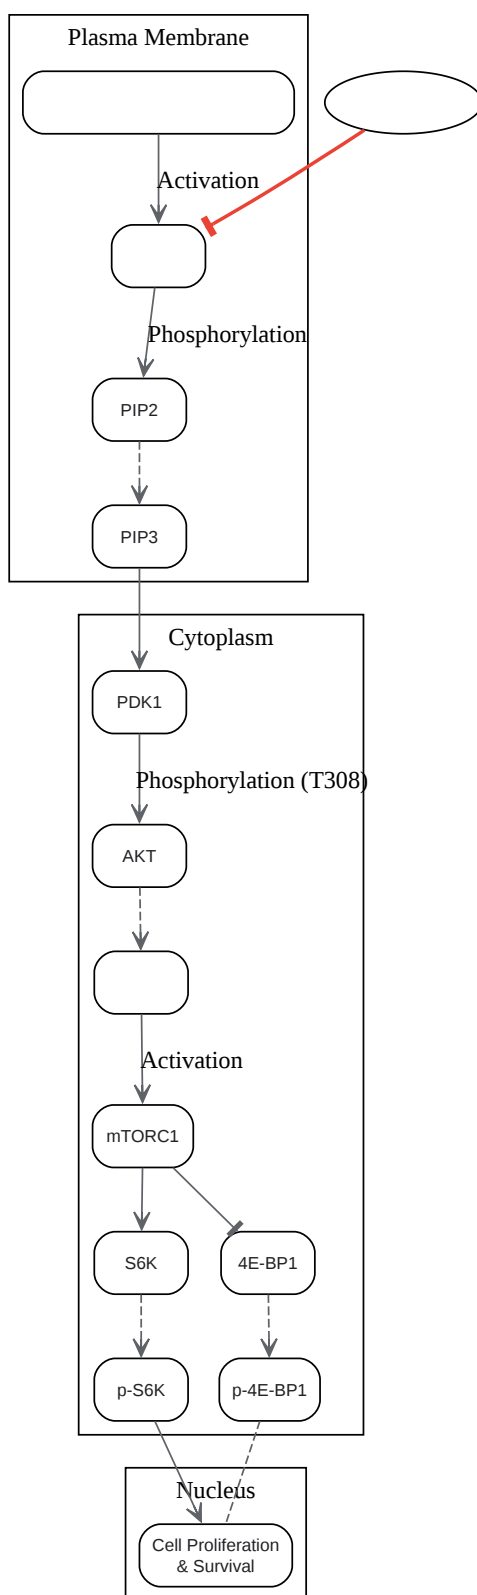 Plasma Membrane
Activation
Phosphorylation
PIP2
PIP3
Cytoplasm
PDK1
Phosphorylation (T308)
AKT
Activation
mTORC1
S6K
4E-BP1
p-S6K
p-4E-BP1
Nucleus
Cell Proliferation
& Survival